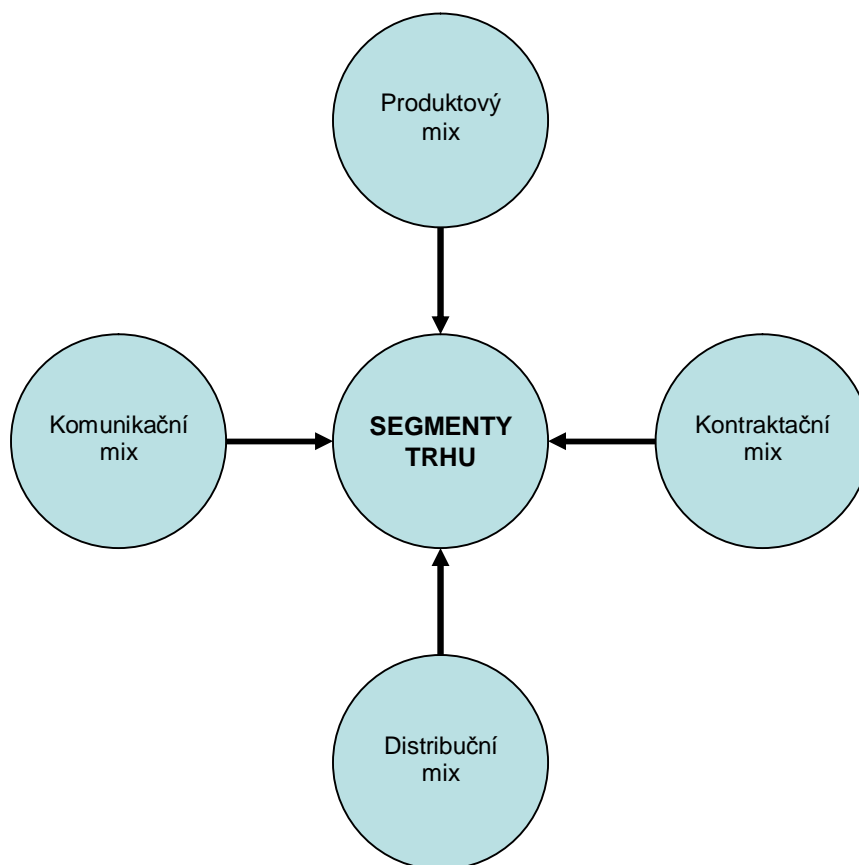 Produktový
mix
Komunikační
mix
SEGMENTY
TRHU
Kontraktační
mix
Distribuční
mix